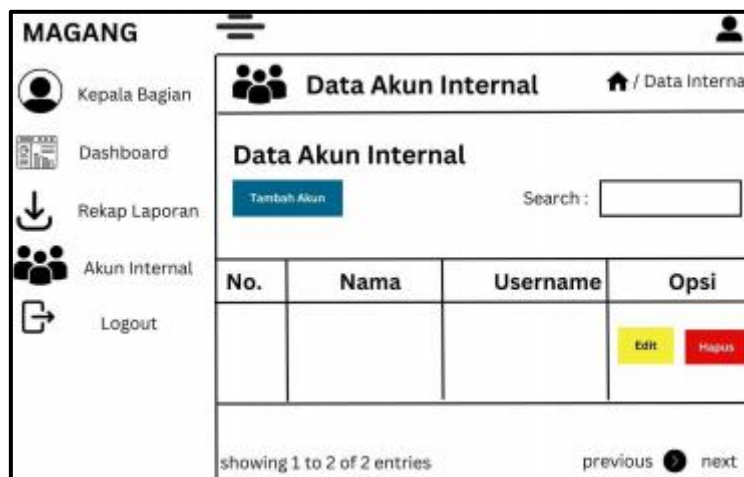 MAGANG
Kepala Bagian
Dashboard
Rekap Laporan
Akun Internal
Logout
Data Akun Internal
/ Data Interna
Data Akun Internal
Tambah Akun
Search :
No. Nama Username Opsi
Edit Hapus
showing 1 to 2 of 2 entries
previous next